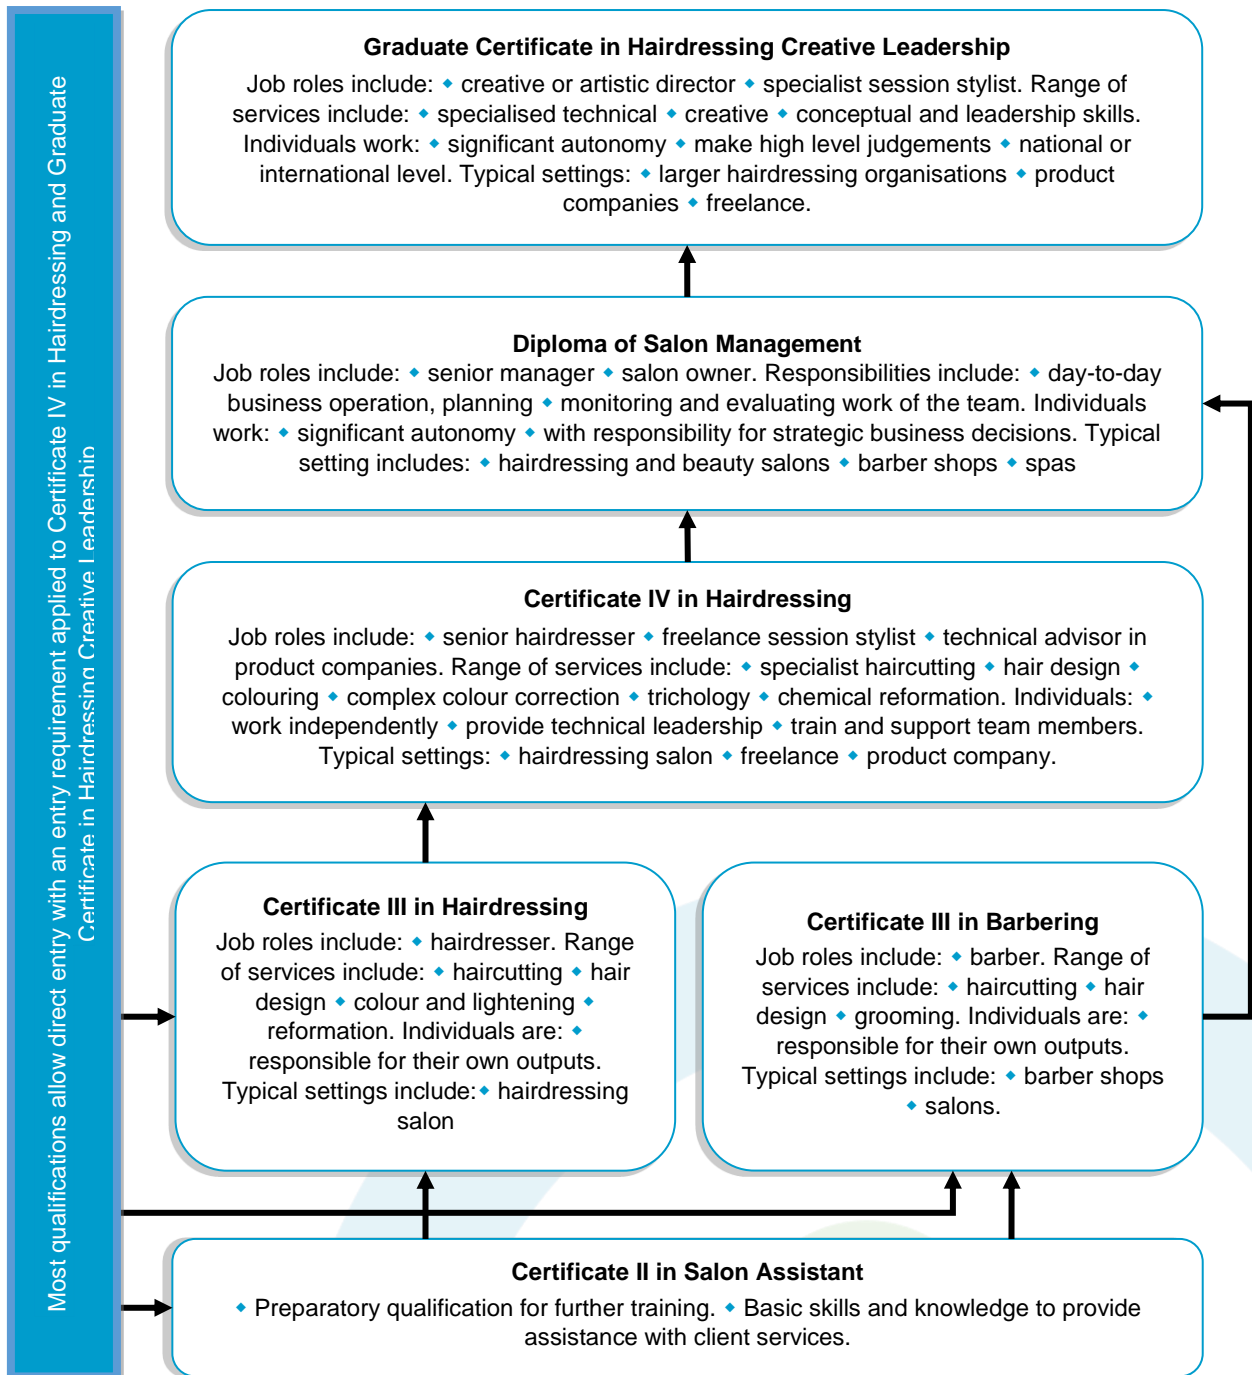 Most qualifications allow direct entry with an entry requirement applied to Certificate IV in Hairdressing and Graduate
Certificate in Hairdressing Creative Leadership
Graduate Certificate in Hairdressing Creative Leadership
Job roles include: ◆ creative or artistic director ◆ specialist session stylist. Range of
services include: ◆ specialised technical ◆ creative ◆ conceptual and leadership skills.
Individuals work: ◆ significant autonomy ◆ make high level judgements ◆ national or
international level. Typical settings: ◆ larger hairdressing organisations ◆ product
companies ◆ freelance.
Diploma of Salon Management
Job roles include: ◆ senior manager ◆ salon owner. Responsibilities include: ◆ day-to-day
business operation, planning ◆ monitoring and evaluating work of the team. Individuals
work: ◆ significant autonomy ◆ with responsibility for strategic business decisions. Typical
setting includes: ◆ hairdressing and beauty salons ◆ barber shops ◆ spas
Certificate IV in Hairdressing
Job roles include: ◆ senior hairdresser ◆ freelance session stylist ◆ technical advisor in
product companies. Range of services include: ◆ specialist haircutting ◆ hair design ◆
colouring ◆ complex colour correction ◆ trichology ◆ chemical reformation. Individuals: ◆
work independently ◆ provide technical leadership ◆ train and support team members.
Typical settings: ◆ hairdressing salon ◆ freelance ◆ product company.
Certificate III in Hairdressing
Job roles include: ◆ hairdresser. Range
of services include: ◆ haircutting ◆ hair
design ◆ colour and lightening ◆
reformation. Individuals are: ◆
responsible for their own outputs.
Typical settings include: ◆ hairdressing
salon
Certificate III in Barbering
Job roles include: ◆ barber. Range of
services include: ◆ haircutting ◆ hair
design ◆ grooming. Individuals are: ◆
responsible for their own outputs.
Typical settings include: ◆ barber shops
◆ salons.
Certificate II in Salon Assistant
◆ Preparatory qualification for further training. ◆ Basic skills and knowledge to provide
assistance with client services.